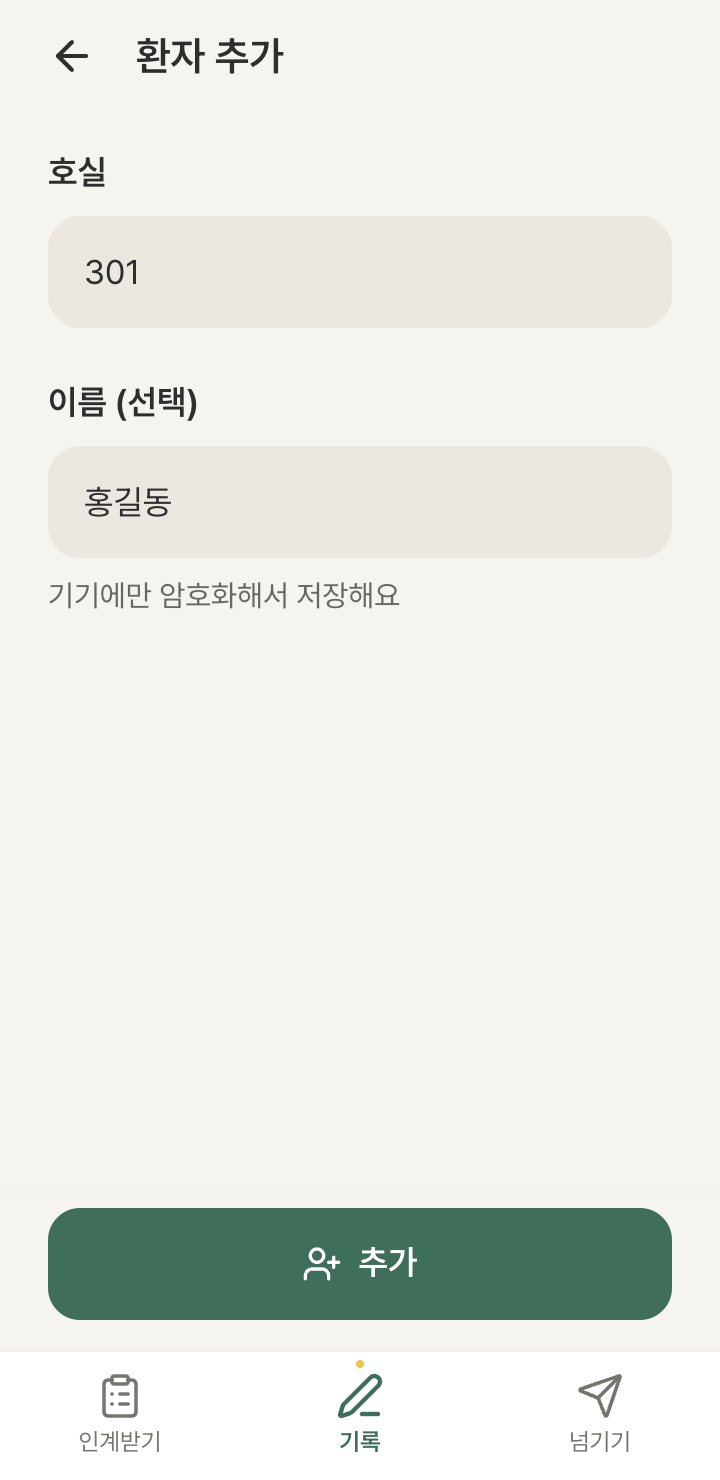 환자 추가
호실
301
이름 (선택)
홍길동
기기에만 암호화해서 저장해요
추가
인계받기
기록
넘기기